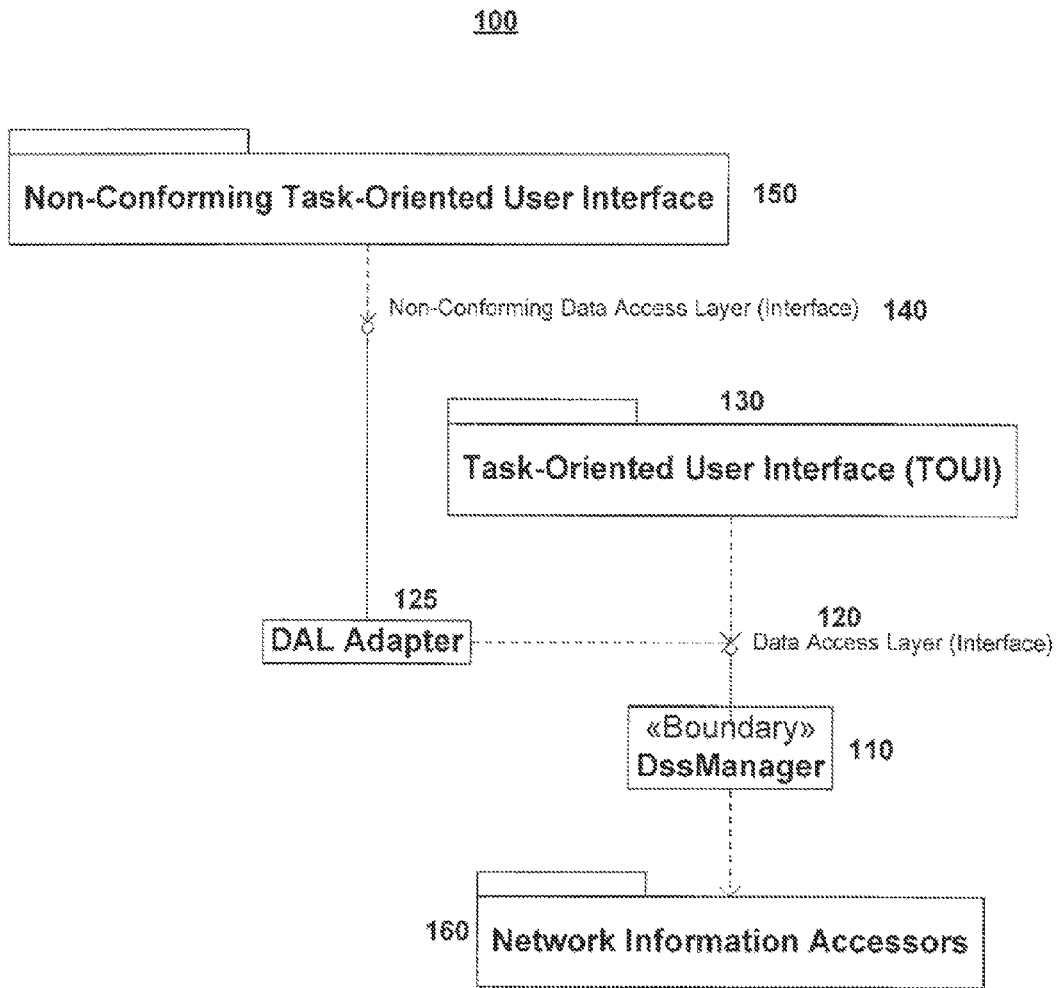 100
Non-Conforming Task-Oriented User Interface 150
Non-Conforming Data Access Layer (Interface) 140
130
Task-Oriented User Interface (TOUI)
125
DAL Adapter
120
Data Access Layer (Interface)
«Boundary»
DssManager
110
160 Network Information Accessors